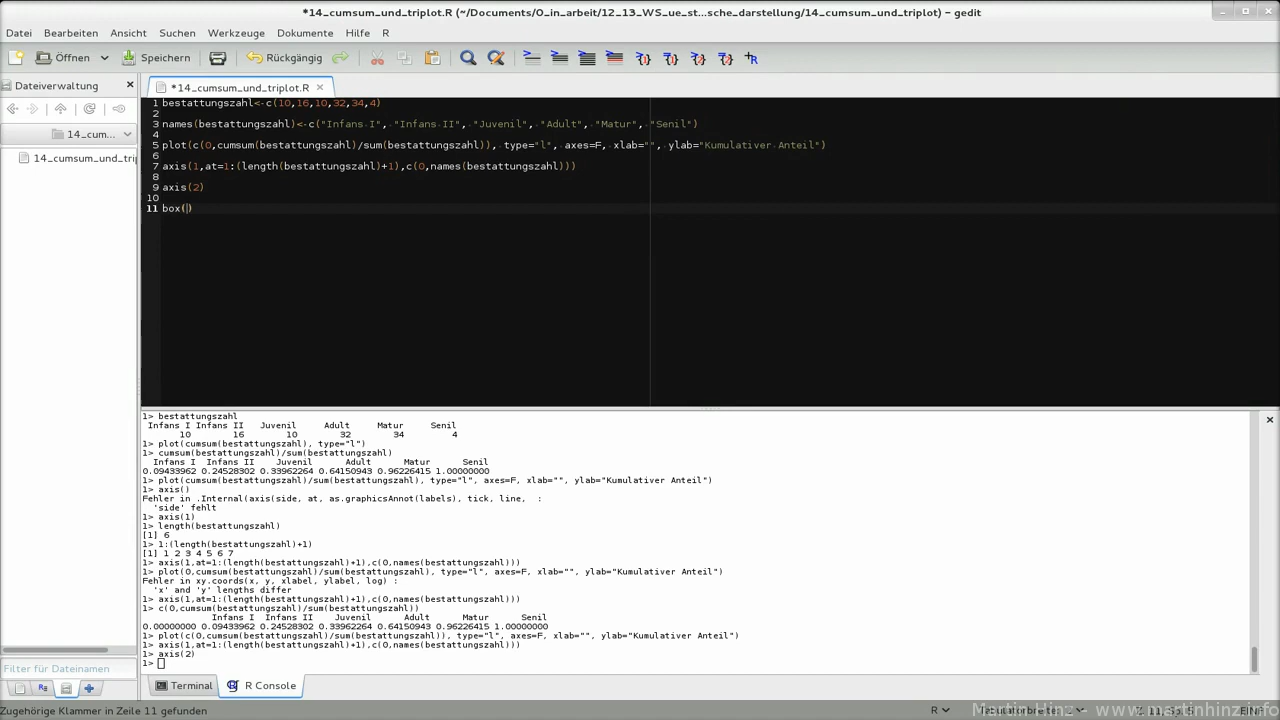 *14_cumsum_und_triplot.R (~/Documents/0_in_arbeit/12_13_WS_ue_st...sche_darstellung/14_cumsum_und_triplot) – gedit
Datei Bearbeiten Ansicht Suchen Werkzeuge Dokumente Hilfe R
Öffnen Speichern Rückgängig
Dateiverwaltung
*14_cumsum_und_triplot.R
14_cum...
14_cumsum_und_trip
1 bestattungszahl<-c(10,16,10,32,34,4)
2
3 names(bestattungszahl)<-c("Infans I", "Infans II", "Juvenil", "Adult", "Matur", "Senil")
4
5 plot(c(0,cumsum(bestattungszahl)/sum(bestattungszahl)), type="l", axes=F, xlab="", ylab="Kumulativer Anteil")
6
7 axis(1,at=1:(length(bestattungszahl)+1),c(0,names(bestattungszahl)))
8
9 axis(2)
10
11 box()
1> bestattungszahl
Infans I Infans II Juvenil Adult Matur Senil
10 16 10 32 34 4
1> plot(cumsum(bestattungszahl), type="l")
1> cumsum(bestattungszahl)/sum(bestattungszahl)
Infans I Infans II Juvenil Adult Matur Senil
0.09433962 0.24528302 0.33962264 0.64150943 0.96226415 1.00000000
1> plot(cumsum(bestattungszahl)/sum(bestattungszahl), type="l", axes=F, xlab="", ylab="Kumulativer Anteil")
1> axis()
Fehler in .Internal(axis(side, at, as.graphicsAnnot(labels), tick, line, :
'side' fehlt
1> axis(1)
1> length(bestattungszahl)
[1] 6
1> 1:(length(bestattungszahl)+1)
[1] 1 2 3 4 5 6 7
1> axis(1,at=1:(length(bestattungszahl)+1),c(0,names(bestattungszahl)))
1> plot(0,cumsum(bestattungszahl)/sum(bestattungszahl), type="l", axes=F, xlab="", ylab="Kumulativer Anteil")
Fehler in xy.coords(x, y, xlabel, ylabel, log) :
'x' and 'y' lengths differ
1> axis(1,at=1:(length(bestattungszahl)+1),c(0,names(bestattungszahl)))
1> c(0,cumsum(bestattungszahl)/sum(bestattungszahl))
Infans I Infans II Juvenil Adult Matur Senil
0.00000000 0.09433962 0.24528302 0.33962264 0.64150943 0.96226415 1.00000000
1> plot(c(0,cumsum(bestattungszahl)/sum(bestattungszahl)), type="l", axes=F, xlab="", ylab="Kumulativer Anteil")
1> axis(1,at=1:(length(bestattungszahl)+1),c(0,names(bestattungszahl)))
1> axis(2)
1>
Filter für Dateinamen
Terminal R Console
Zugehörige Klammer in Zeile 11 gefunden
R
Martin Hinz - www.martinhinz.info